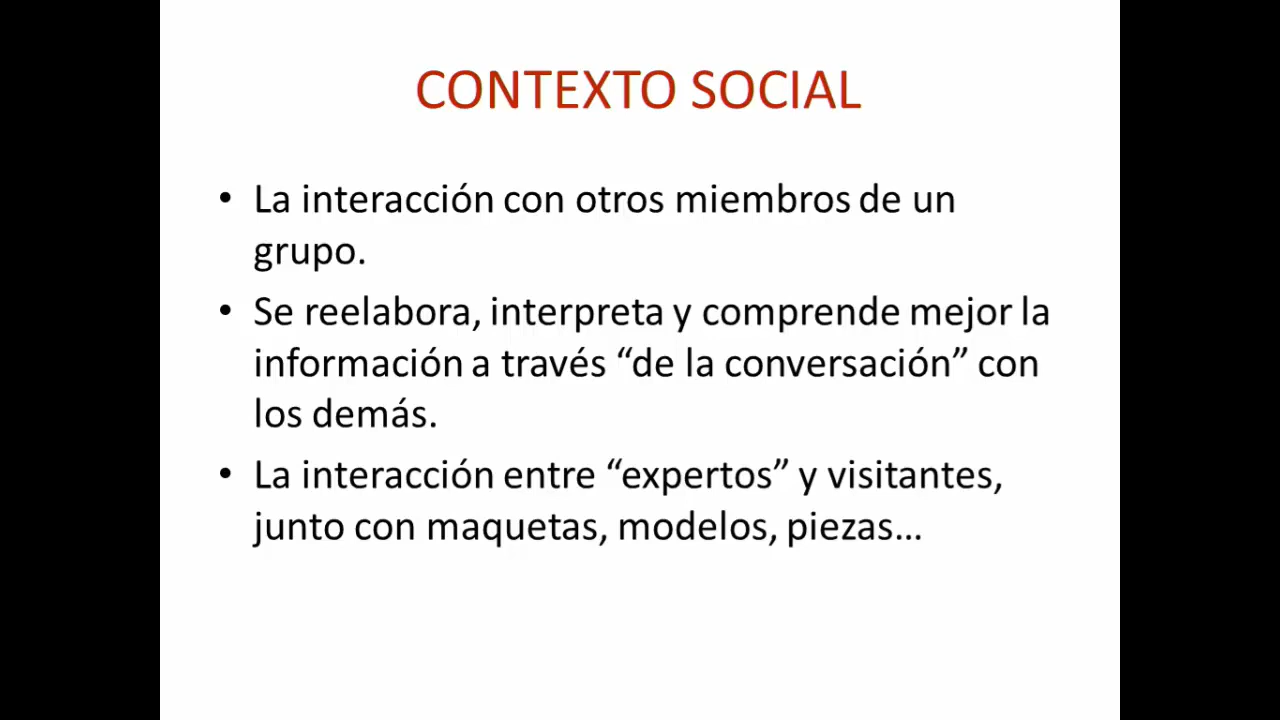 CONTEXTO SOCIAL
• La interacción con otros miembros de un
grupo.
• Se reelabora, interpreta y comprende mejor la
información a través “de la conversación” con
los demás.
• La interacción entre “expertos” y visitantes,
junto con maquetas, modelos, piezas…